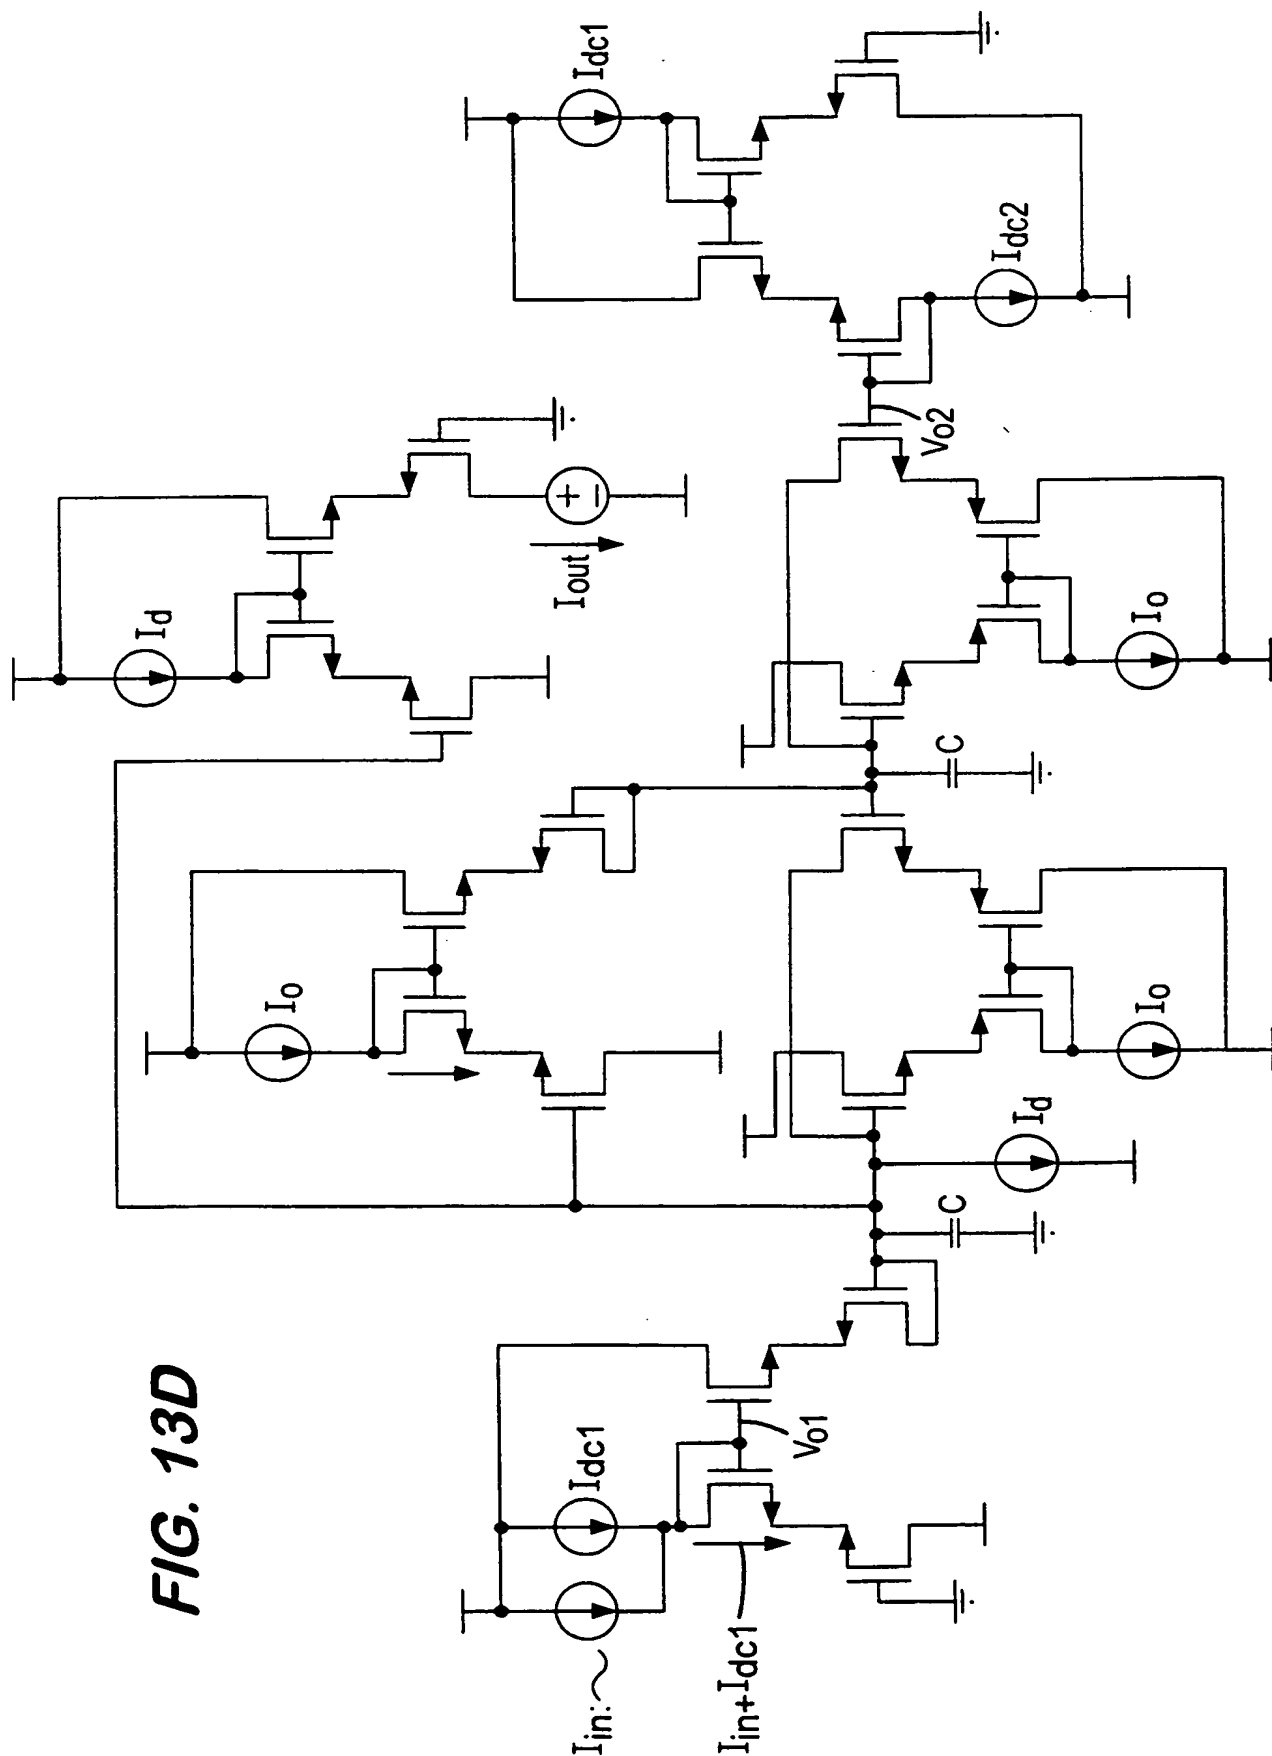 FIG. 13D
Idc1
Id
Iout
Idc2
Vo2
Io
Io
C
Io
Id
C
Idc1
Vo1
Iin:
Iin+Idc1